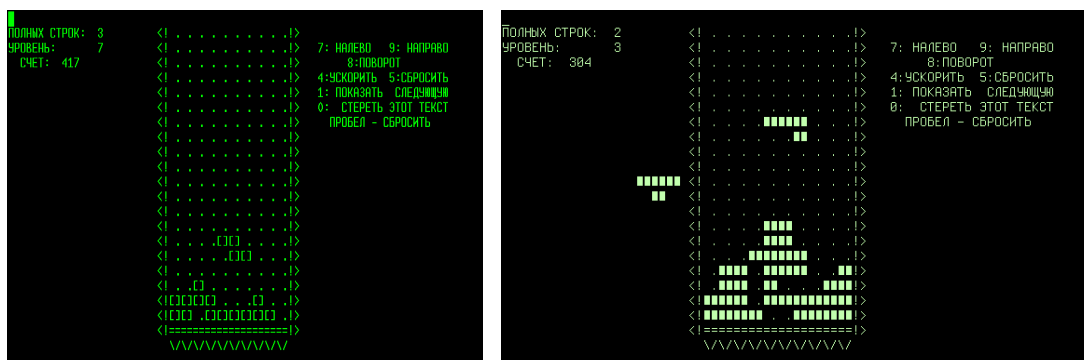 ПОЛНЫХ СТРОК: 3
УРОВЕНЬ: 7
СЧЕТ: 417
7: НАЛЕВО 9: НАПРАВО
8:ПОВОРОТ
4:УСКОРИТЬ 5:СБРОСИТЬ
1: ПОКАЗАТЬ СЛЕДУЮЩУЮ
0: СТЕРЕТЬ ЭТОТ ТЕКСТ
ПРОБЕЛ - СБРОСИТЬ
ПОЛНЫХ СТРОК: 2
УРОВЕНЬ: 3
СЧЕТ: 304
7: НАЛЕВО 9: НАПРАВО
8:ПОВОРОТ
4:УСКОРИТЬ 5:СБРОСИТЬ
1: ПОКАЗАТЬ СЛЕДУЮЩУЮ
0: СТЕРЕТЬ ЭТОТ ТЕКСТ
ПРОБЕЛ - СБРОСИТЬ